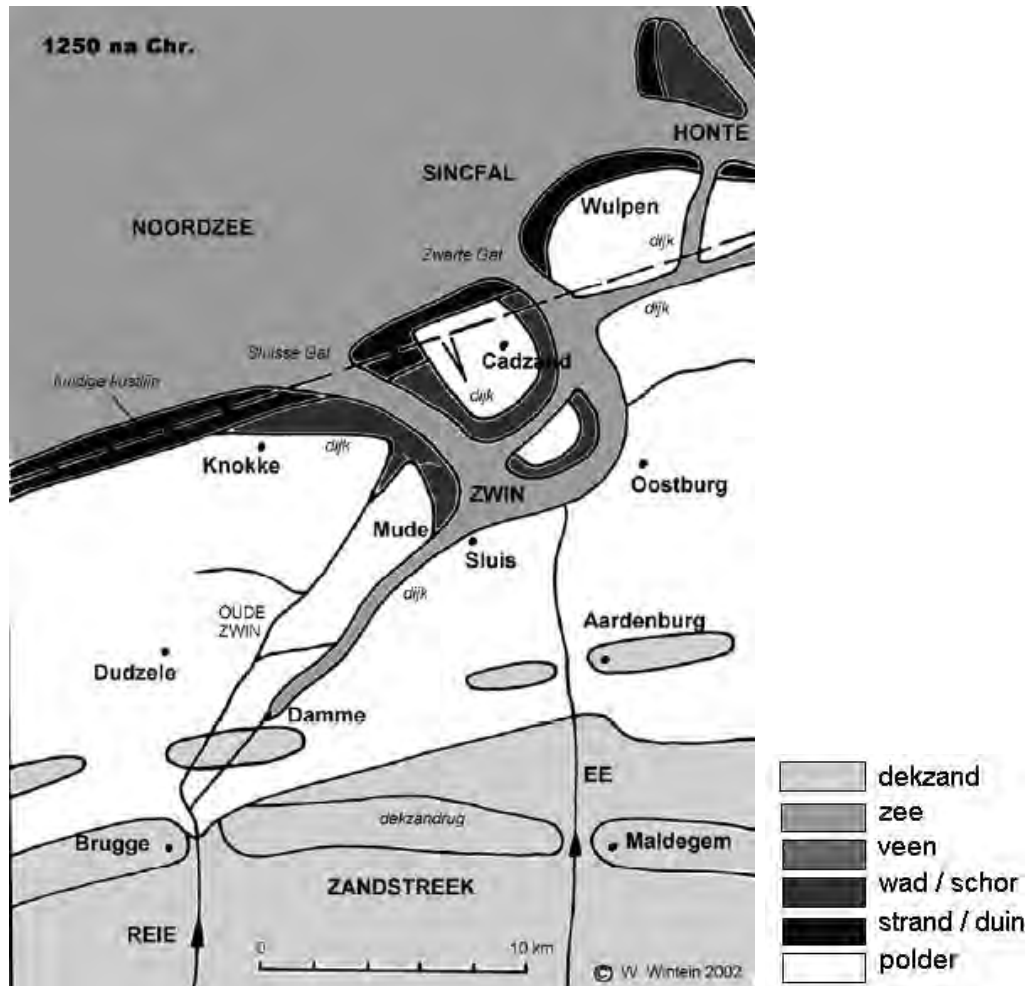 1250 na Chr.
HONTE
SINCFAL
NOORDZEE
Wulpen
dijk
Zwarte Gat
dijk
Sluisse Gat
Cadzand
huidige kustlijn
dijk
dijk
Knokke
ZWIN
Oostburg
Mude
Sluis
dijk
OUDE
ZWIN
Aardenburg
Dudzele
Damme
EE
dekzandrug
Brugge
Maldegem
ZANDSTREEK
REIE
0
10 km
© W. Wintein 2002
dekzand
zee
veen
wad / schor
strand / duin
polder